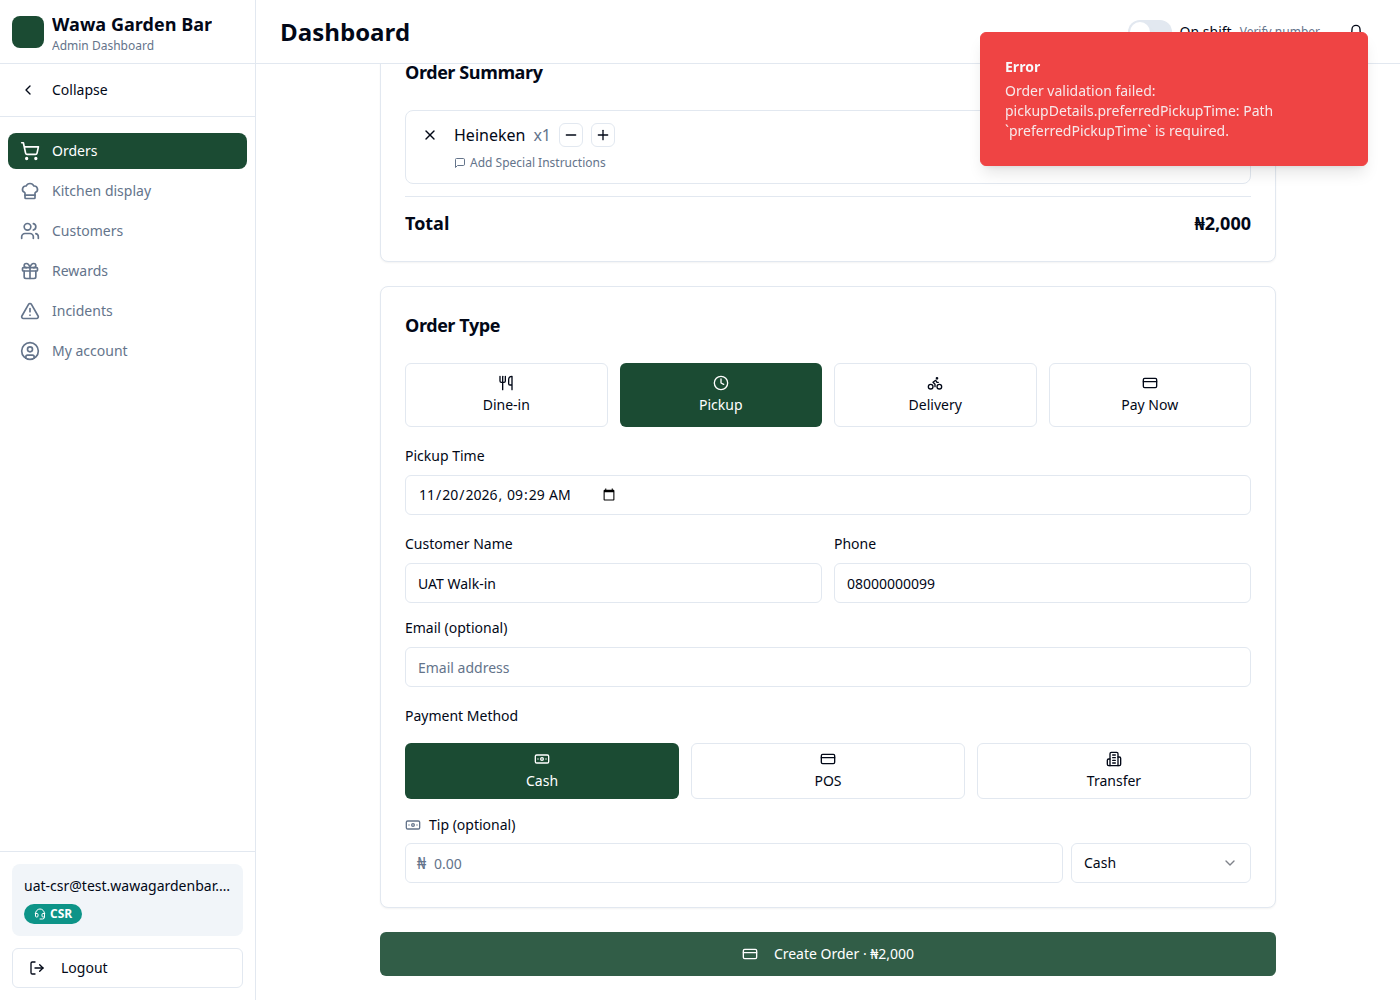 Wawa Garden Bar
Admin Dashboard
Collapse
Orders
Kitchen display
Customers
Rewards
Incidents
My account
uat-csr@test.wawagardenbar....
CSR
Logout
Dashboard
On shift Verify number
Error
Order validation failed:
pickupDetails.preferredPickupTime: Path
`preferredPickupTime` is required.
Order Summary
Heineken x1
Add Special Instructions
Total ₦2,000
Order Type
Dine-in Pickup Delivery Pay Now
Pickup Time
11/20/2026, 09:29 AM
Customer Name Phone
UAT Walk-in 08000000099
Email (optional)
Email address
Payment Method
Cash POS Transfer
Tip (optional)
₦ 0.00 Cash
Create Order · ₦2,000